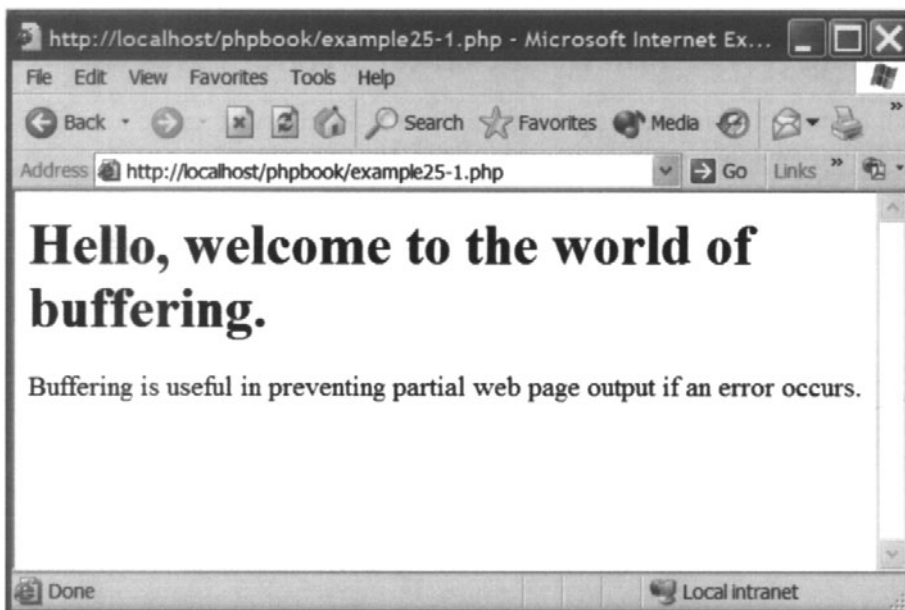 http://localhost/phpbook/example25-1.php - Microsoft Internet Ex...
File Edit View Favorites Tools Help
Back Search Favorites Media »
Address http://localhost/phpbook/example25-1.php Go Links »
Hello, welcome to the world of
buffering.
Buffering is useful in preventing partial web page output if an error occurs.
Done Local intranet